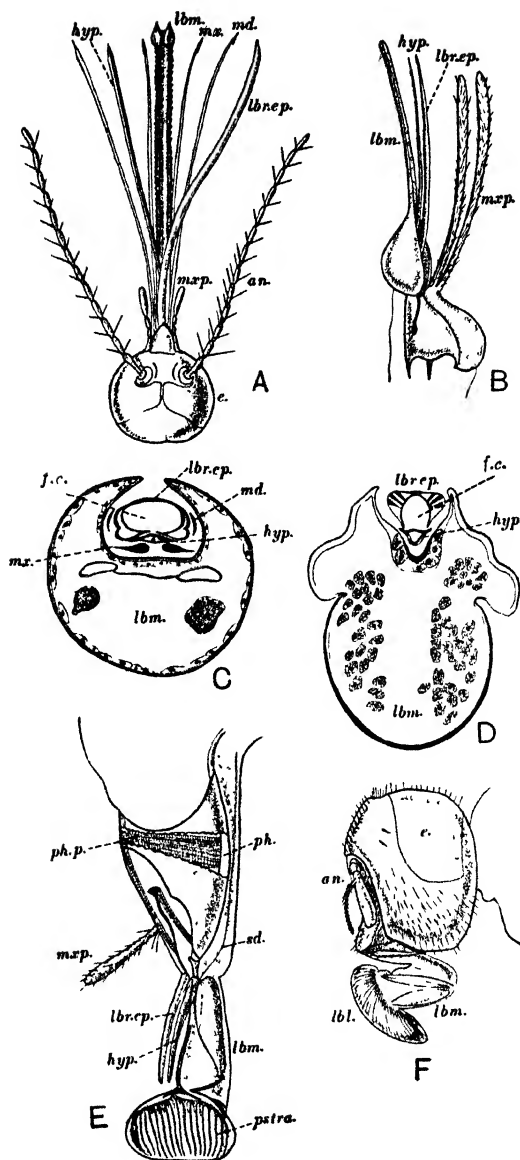 hyp.
lbm.
mx.
md.
lbr.ep.
mxp.
an.
e.
A
hyp.
lbr.ep.
lbm.
mxp.
B
lbr.ep.
f.c.
md.
hyp.
mx.
lbm.
C
lbr.ep.
f.c.
hyp
lbm.
D
ph.p.
ph.
mxp.
sd.
lbr.ep.
hyp.
lbm.
E
pstra.
e.
an.
lbl.
lbm.
F